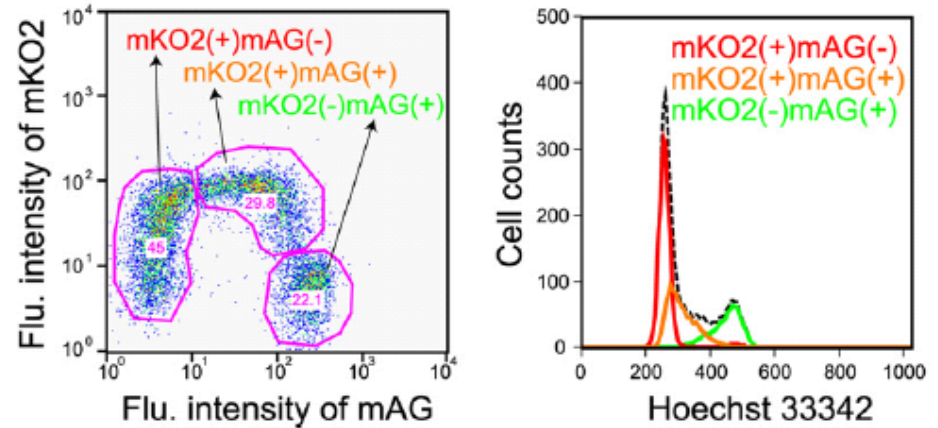 Flu. intensity of mKO2
10⁴
10³
10²
10¹
10⁰
mKO2(+)mAG(-)
mKO2(+)mAG(+)
mKO2(-)mAG(+)
29.8
45
22.1
10⁰ 10¹ 10² 10³ 10⁴
Flu. intensity of mAG
Cell counts
500
400
300
200
100
0
mKO2(+)mAG(-)
mKO2(+)mAG(+)
mKO2(-)mAG(+)
0 200 400 600 800 1000
Hoechst 33342